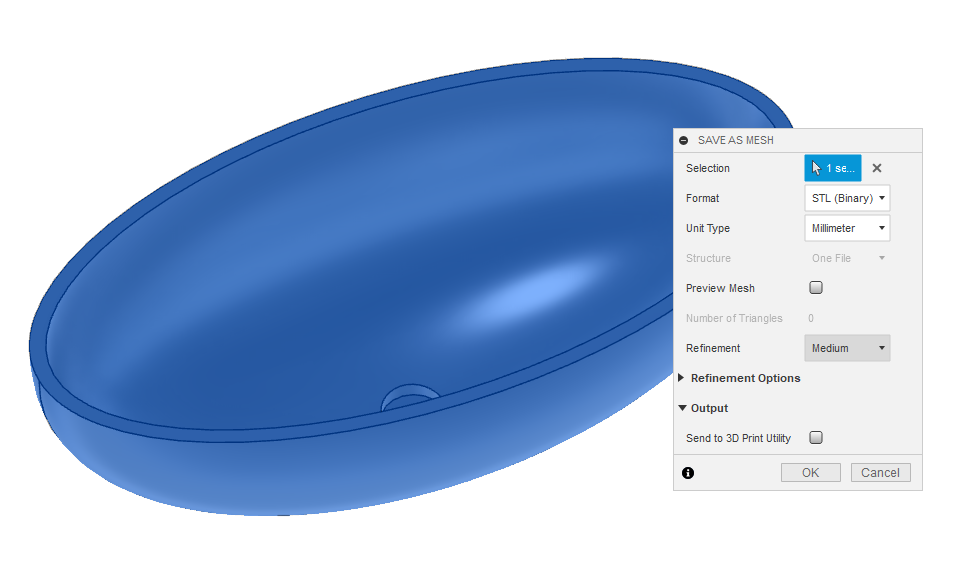 SAVE AS MESH
Selection 1 se...
Format STL (Binary)
Unit Type Millimeter
Structure One File
Preview Mesh
Number of Triangles 0
Refinement Medium
Refinement Options
Output
Send to 3D Print Utility
OK Cancel